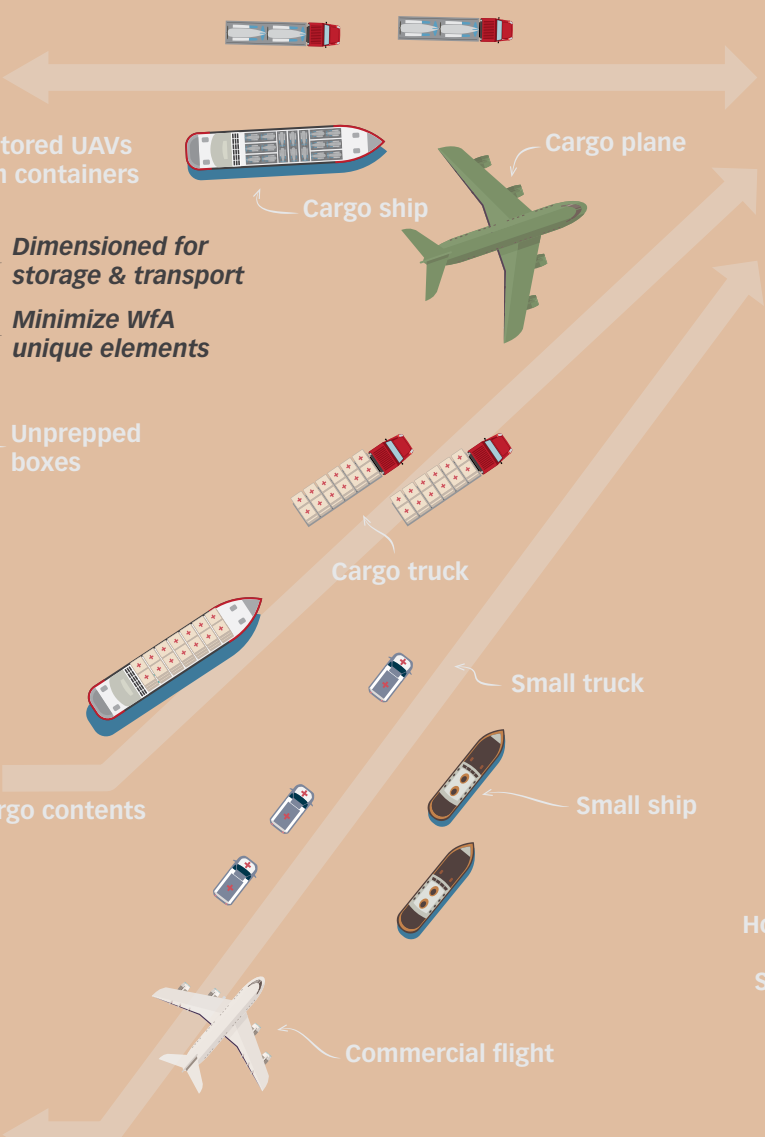 tored UAVs
containers
Cargo plane
Cargo ship
Dimensioned for
storage & transport
Minimize WfA
unique elements
Unprepped
boxes
Cargo truck
Small truck
Small ship
rgo contents
Commercial flight